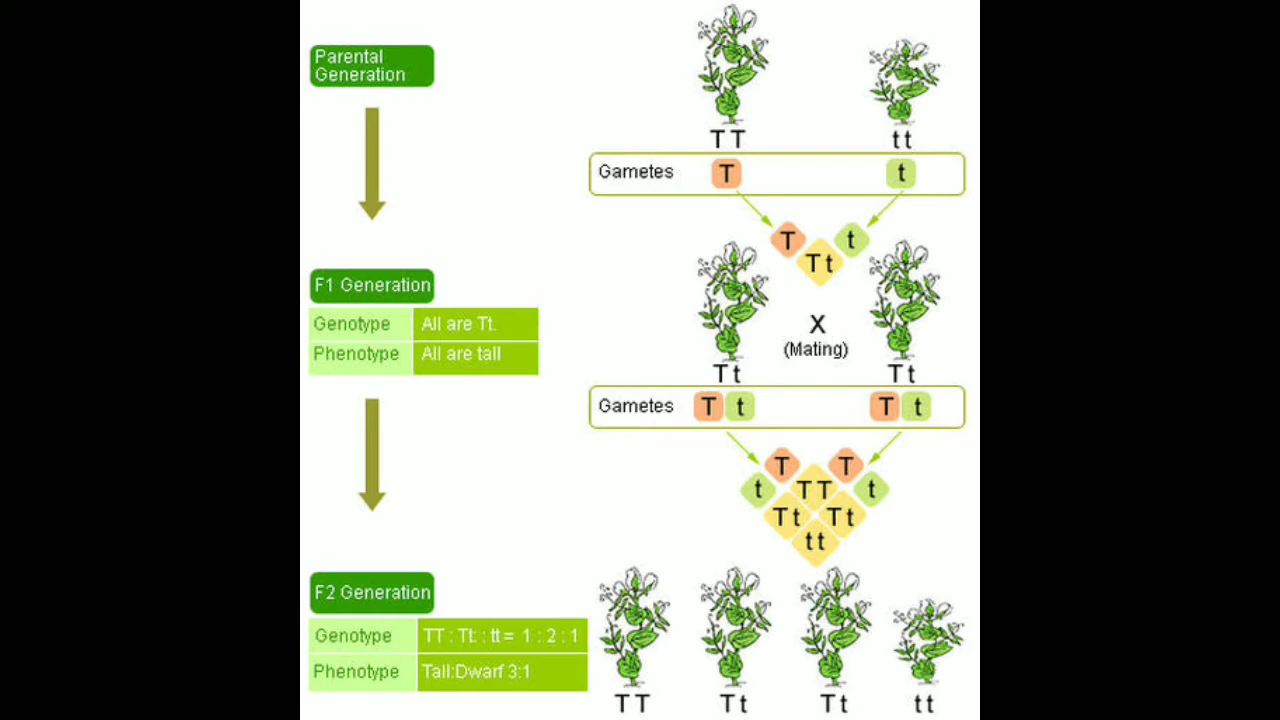 Parental
Generation
TT
tt
Gametes
T
t
T
t
Tt
F1 Generation
Genotype
All are Tt.
Phenotype
All are tall
X
(Mating)
Tt
Tt
Gametes
T
t
T
t
T
T
t
TT
t
Tt
Tt
tt
F2 Generation
Genotype
TT : Tt : tt = 1 : 2 : 1
Phenotype
Tall:Dwarf 3:1
TT
Tt
Tt
tt